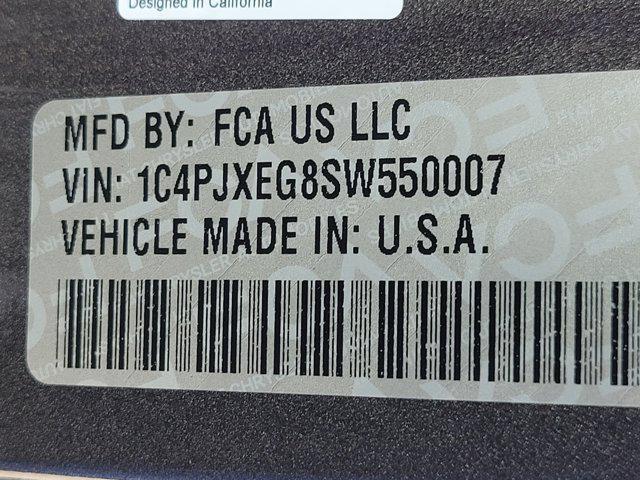 Designed in California
MFD BY: FCA US LLC
VIN: 1C4PJXEG8SW550007
VEHICLE MADE IN: U.S.A.